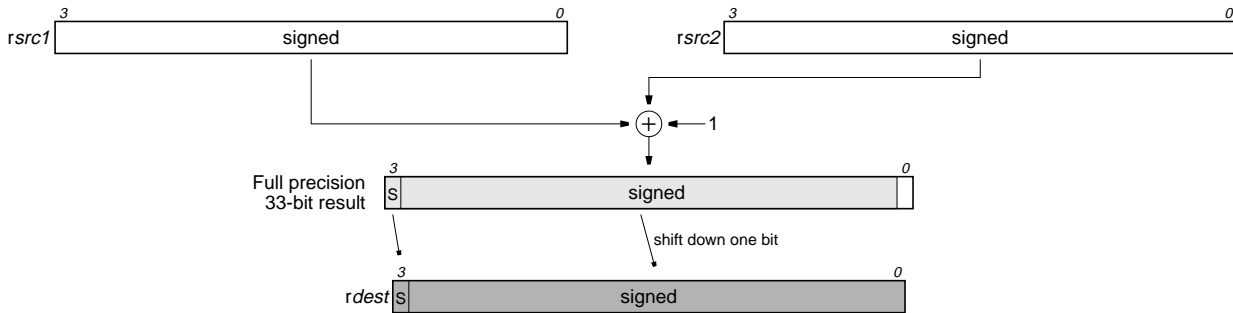 3 0 3 0
rsrc1 signed rsrc2 signed
+ 1
3 0
Full precision
33-bit result S signed
shift down one bit
3 0
rdest S signed